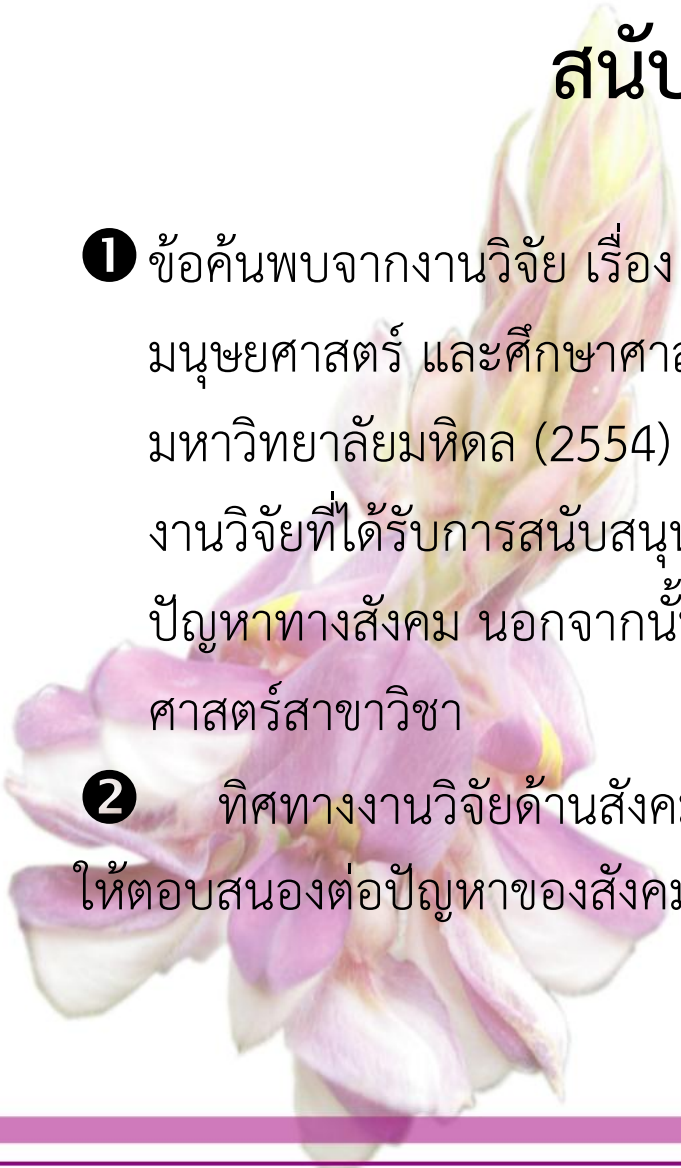 สนับ
❶ ข้อค้นพบจากงานวิจัย เรื่อง
มนุษยศาสตร์ และศึกษาศาส
มหาวิทยาลัยมหิดล (2554)
งานวิจัยที่ได้รับการสนับสนุน
ปัญหาทางสังคม นอกจากนั้น
ศาสตร์สาขาวิชา
❷ ทิศทางงานวิจัยด้านสังคม
ให้ตอบสนองต่อปัญหาของสังคม